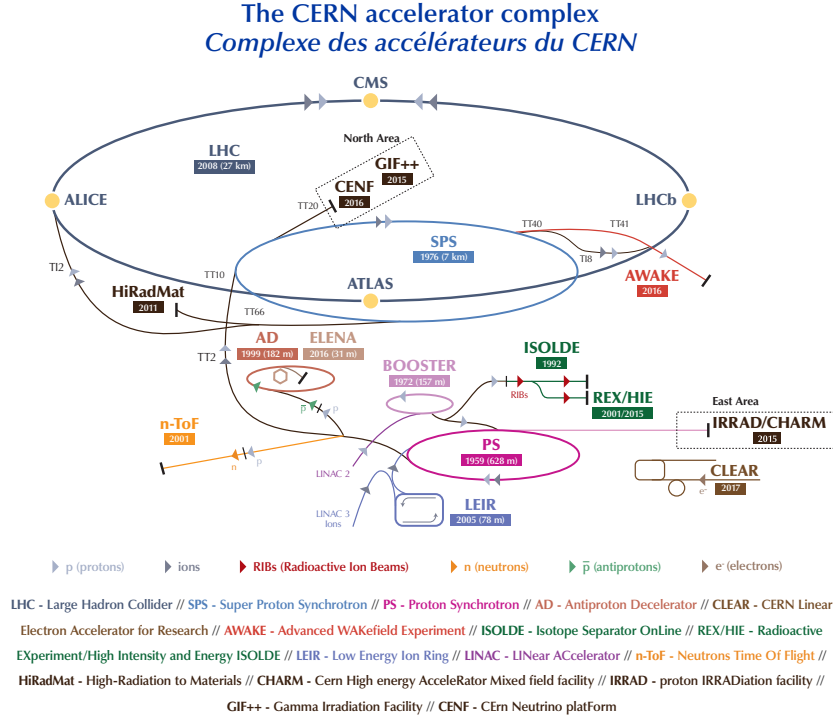 The CERN accelerator complex
Complexe des accélérateurs du CERN
CMS
North Area
LHC
2008 (27 km)
GIF++
2015
CENF
2016
TT20
ALICE
LHCb
TT40
TT41
SPS
1976 (7 km)
TI2
TT10
TI8
AWAKE
2016
ATLAS
HiRadMat
2011
TT66
AD
1999 (182 m)
ELENA
2016 (31 m)
TT2
BOOSTER
1972 (157 m)
ISOLDE
1992
RIBs
REX/HIE
2001/2015
East Area
p̅
p
n-ToF
2001
IRRAD/CHARM
2015
PS
1959 (628 m)
n
p
LINAC 2
CLEAR
2017
e-
LINAC 3
Ions
LEIR
2005 (78 m)
p (protons)
ions
RIBs (Radioactive Ion Beams)
n (neutrons)
p̅ (antiprotons)
e- (electrons)
LHC - Large Hadron Collider // SPS - Super Proton Synchrotron // PS - Proton Synchrotron // AD - Antiproton Decelerator // CLEAR - CERN Linear
Electron Accelerator for Research // AWAKE - Advanced WAKefield Experiment // ISOLDE - Isotope Separator OnLine // REX/HIE - Radioactive
EXperiment/High Intensity and Energy ISOLDE // LEIR - Low Energy Ion Ring // LINAC - LINear ACcelerator // n-ToF - Neutrons Time Of Flight //
HiRadMat - High-Radiation to Materials // CHARM - Cern High energy AcceleRator Mixed field facility // IRRAD - proton IRRADiation facility //
GIF++ - Gamma Irradiation Facility // CENF - CErn Neutrino platForm